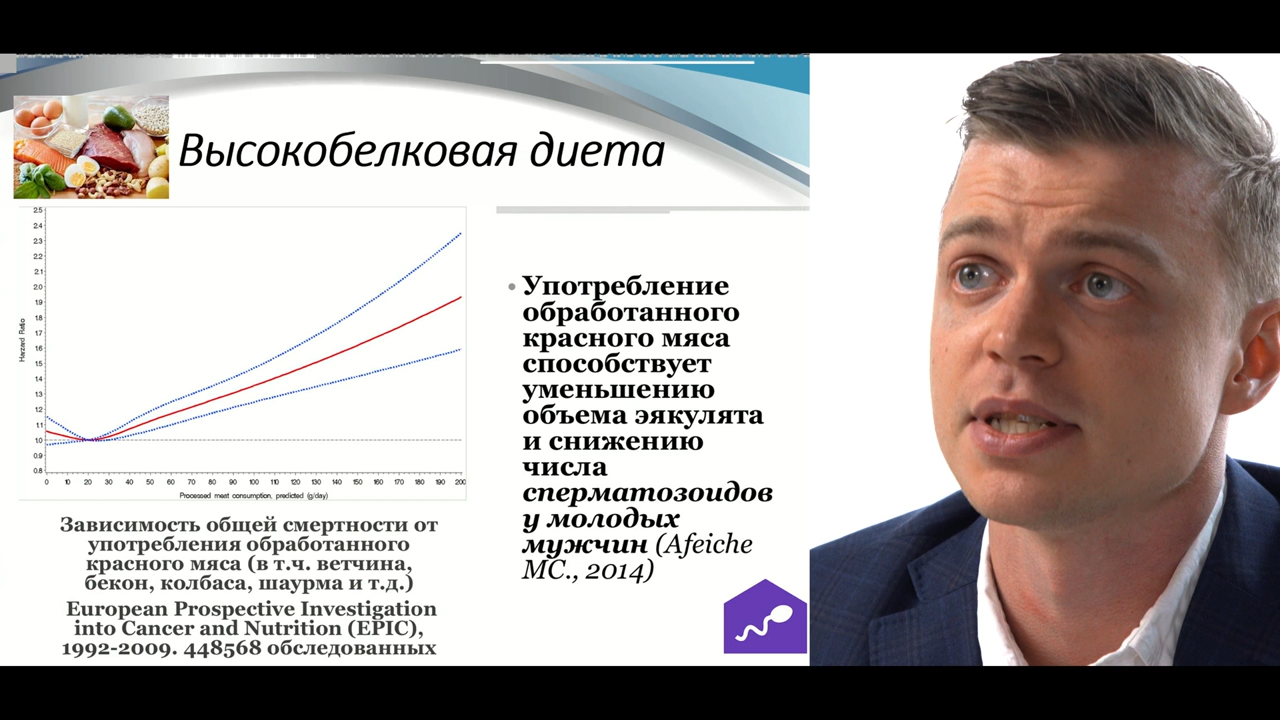 Высокобелковая диета
2.5
2.4
2.3
2.2
2.1
2.0
1.9
1.8
1.7
1.6
1.5
1.4
1.3
1.2
1.1
1.0
0.9
0.8
Hazard Ratio
0 10 20 30 40 50 60 70 80 90 100 110 120 130 140 150 160 170 180 190 200
Processed meat consumption, predicted (g/day)
Зависимость общей смертности от
употребления обработанного
красного мяса (в т.ч. ветчина,
бекон, колбаса, шаурма и т.д.)
European Prospective Investigation
into Cancer and Nutrition (EPIC),
1992-2009. 448568 обследованных
• Употребление
обработанного
красного мяса
способствует
уменьшению
объема эякулята
и снижению
числа
сперматозоидов
у молодых
мужчин (Afeiche
MC., 2014)